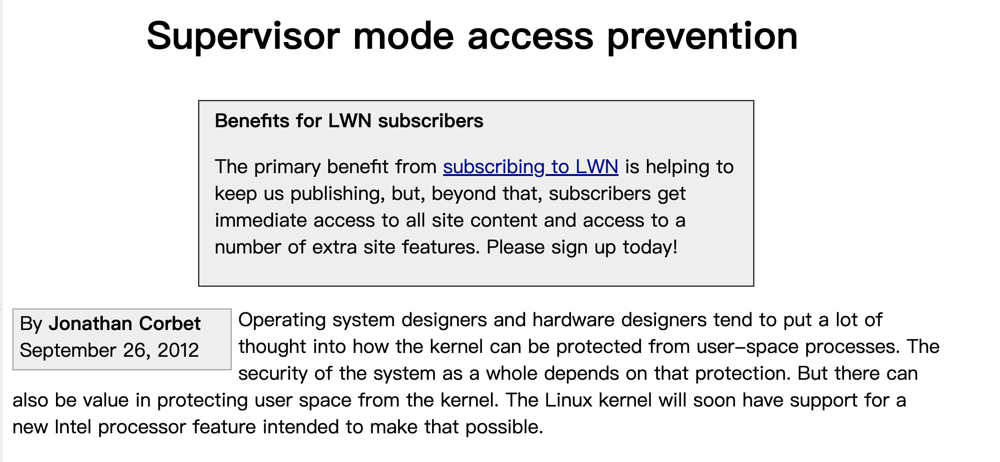 Supervisor mode access prevention
Benefits for LWN subscribers
The primary benefit from subscribing to LWN is helping to
keep us publishing, but, beyond that, subscribers get
immediate access to all site content and access to a
number of extra site features. Please sign up today!
By Jonathan Corbet
September 26, 2012
Operating system designers and hardware designers tend to put a lot of
thought into how the kernel can be protected from user-space processes. The
security of the system as a whole depends on that protection. But there can
also be value in protecting user space from the kernel. The Linux kernel will soon have support for a
new Intel processor feature intended to make that possible.